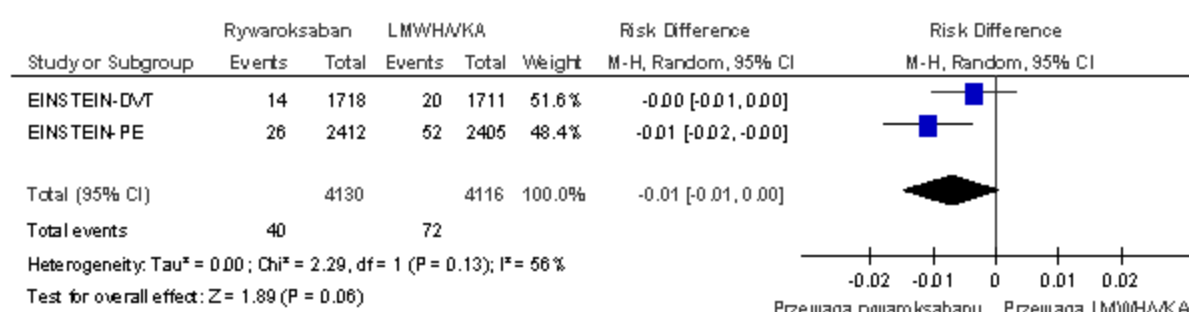 Rywaroksaban LMWH/VKA Risk Difference Risk Difference
Study or Subgroup Events Total Events Total Weight M-H, Random, 95% CI M-H, Random, 95% CI
EINSTEIN-DVT 14 1718 20 1711 51.6% -0.00 [-0.01, 0.00]
EINSTEIN-PE 26 2412 52 2405 48.4% -0.01 [-0.02, -0.00]
Total (95% CI) 4130 4116 100.0% -0.01 [-0.01, 0.00]
Total events 40 72
Heterogeneity: Tau² = 0.00; Chi² = 2.29, df = 1 (P = 0.13); I² = 56%
Test for overall effect: Z = 1.89 (P = 0.06)
-0.02 -0.01 0 0.01 0.02
Przewaga rywaroksabanu Przewaga LMWH/VKA